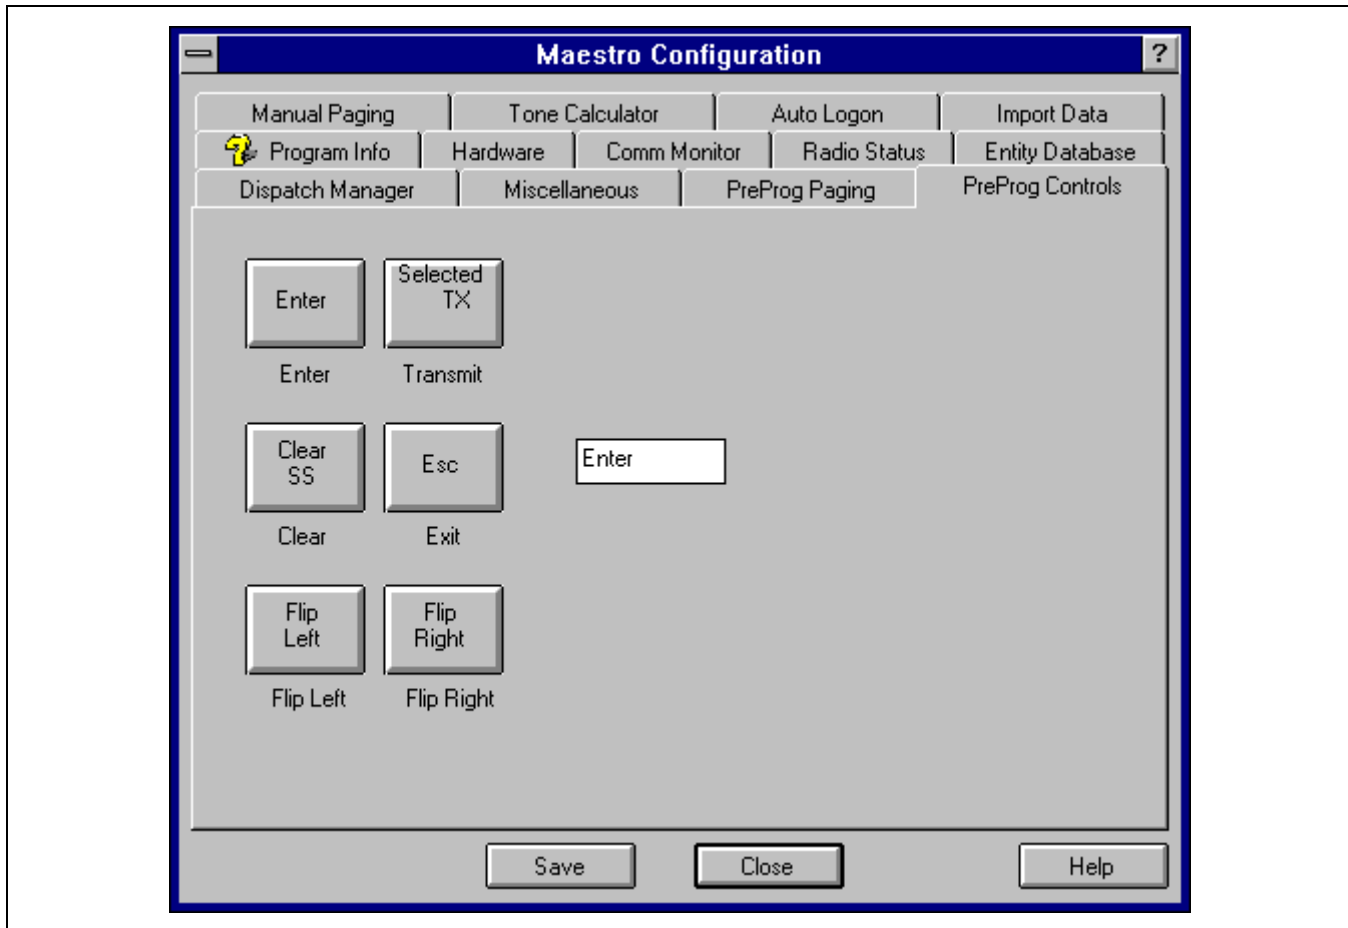 Maestro Configuration ?
Manual Paging Tone Calculator Auto Logon Import Data
Program Info Hardware Comm Monitor Radio Status Entity Database
Dispatch Manager Miscellaneous PreProg Paging PreProg Controls
Enter
Selected
TX
Enter Transmit
Clear
SS
Esc
Enter
Clear Exit
Flip
Left
Flip
Right
Flip Left Flip Right
Save Close Help